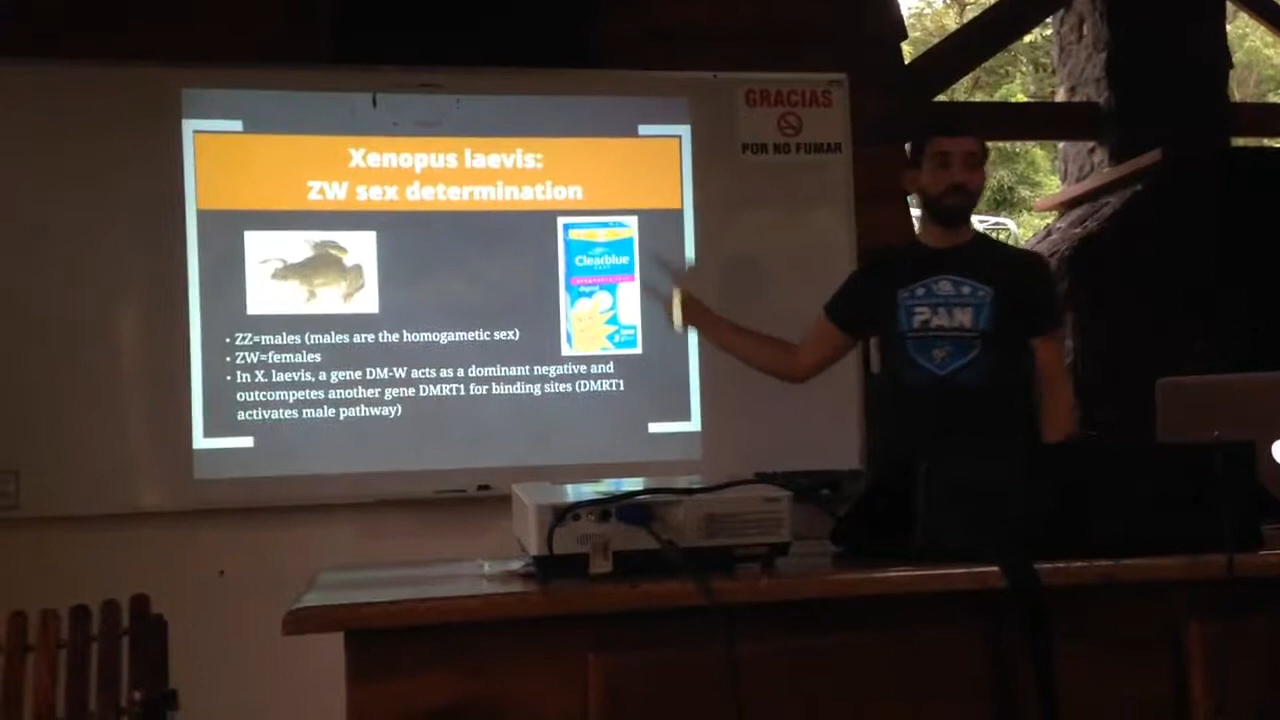 Xenopus laevis:
ZW sex determination
Clearblue
digital
• ZZ=males (males are the homogametic sex)
• ZW=females
• In X. laevis, a gene DM-W acts as a dominant negative and
outcompetes another gene DMRT1 for binding sites (DMRT1
activates male pathway)
GRACIAS
POR NO FUMAR
PAN